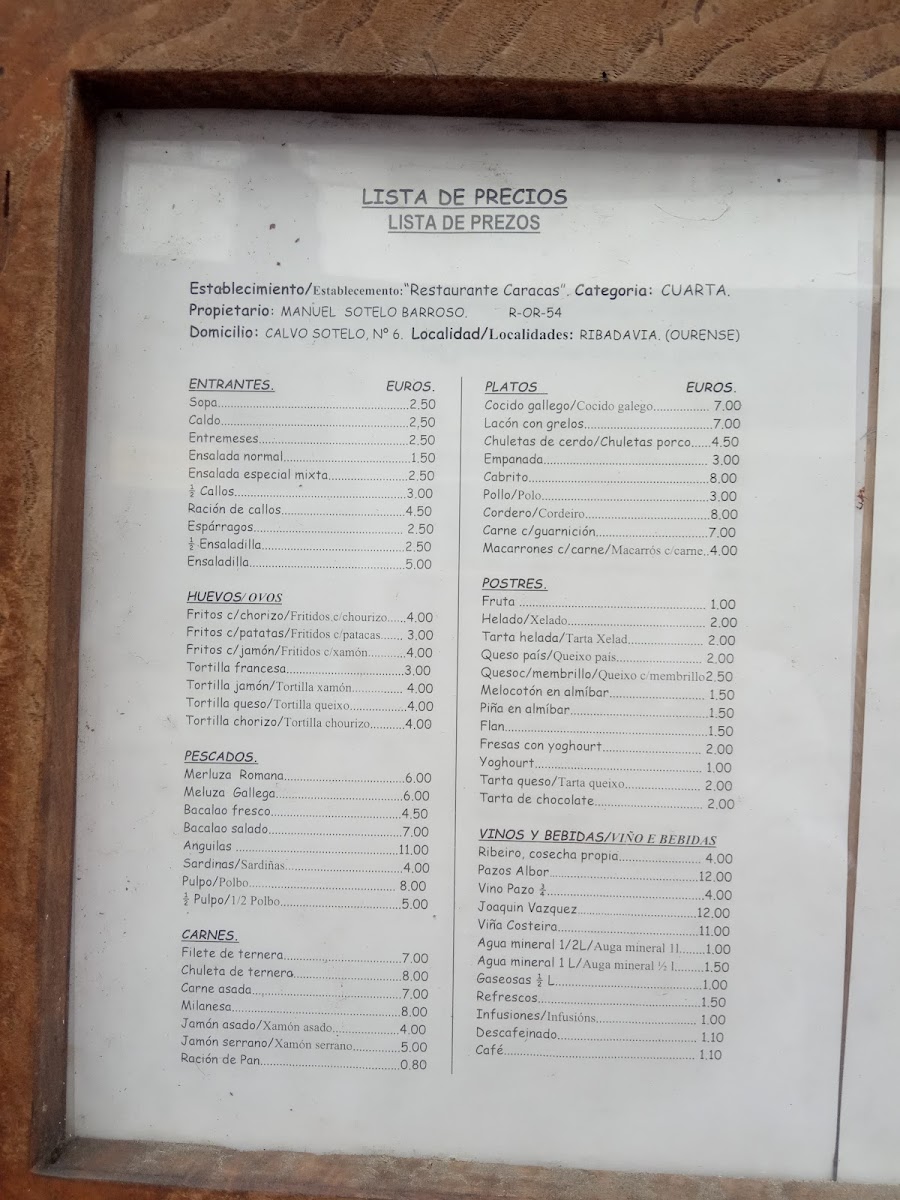 LISTA DE PRECIOS
LISTA DE PREZOS
Establecimiento/Establecemento:"Restaurante Caracas". Categoria: CUARTA.
Propietario: MANUEL SOTELO BARROSO. R-OR-54
Domicilio: CALVO SOTELO, Nº 6. Localidad/Localidades: RIBADAVIA. (OURENSE)
ENTRANTES. EUROS.
Sopa.....2.50
Caldo.....2,50
Entremeses.....2.50
Ensalada normal.....1.50
Ensalada especial mixta.....2.50
½ Callos.....3.00
Ración de callos.....4.50
Espárragos..... 2.50
½ Ensaladilla.....2.50
Ensaladilla.....5.00
HUEVOS/OVOS
Fritos c/chorizo/Fritidos c/chourizo.....4.00
Fritos c/patatas/Fritidos c/patacas..... 3,00
Fritos c/jamón/Fritidos c/xamón.....4.00
Tortilla francesa.....3.00
Tortilla jamón/Tortilla xamón..... 4.00
Tortilla queso/Tortilla queixo.....4.00
Tortilla chorizo/Tortilla chourizo.....4.00
PESCADOS.
Merluza Romana.....6.00
Meluza Gallega.....6.00
Bacalao fresco.....4.50
Bacalao salado.....7.00
Anguilas .....11.00
Sardinas/Sardiñas.....4.00
Pulpo/Polbo..... 8.00
½ Pulpo/1/2 Polbo.....5.00
CARNES.
Filete de ternera.....7.00
Chuleta de ternera.....8.00
Carne asada.....7.00
Milanesa.....8.00
Jamán asado/Xamón asado.....4.00
Jamón serrano/Xamón serrano.....5.00
Ración de Pan.....0.80
PLATOS EUROS.
Cocido gallego/Cocido galego..... 7.00
Lacón con grelos.....7.00
Chuletas de cerdo/Chuletas porco.....4.50
Empanada..... 3.00
Cabrito.....8.00
Pollo/Polo.....3.00
Cordero/Cordeiro.....8.00
Carne c/guarnición.....7.00
Macarrones c/carne/Macarrós c/carne..4.00
POSTRES.
Fruta ..... 1.00
Helado/Xelado..... 2.00
Tarta helada/Tarta Xelad..... 2.00
Queso país/Queixo pais..... 2.00
Quesoc/membrillo/Queixo c/membrillo2.50
Melocotón en almíbar..... 1.50
Piña en almíbar.....1.50
Flan.....1.50
Fresas con yoghourt..... 2.00
Yoghourt..... 1.00
Tarta queso/Tarta queixo..... 2.00
Tarta de chocolate..... 2.00
VINOS Y BEBIDAS/VIÑO E BEBIDAS
Ribeiro, cosecha propia..... 4.00
Pazos Albor.....12.00
Vino Pazo ¾.....4.00
Joaquin Vazquez.....12.00
Viña Costeira.....11.00
Agua mineral 1/2L/Auga mineral 1l.....1.00
Agua mineral 1 L/Auga mineral ½ l.....1.50
Gaseosas ½ L.....1.00
Refrescos.....1.50
Infusiones/Infusións..... 1.00
Descafeinado..... 1.10
Café..... 1.10